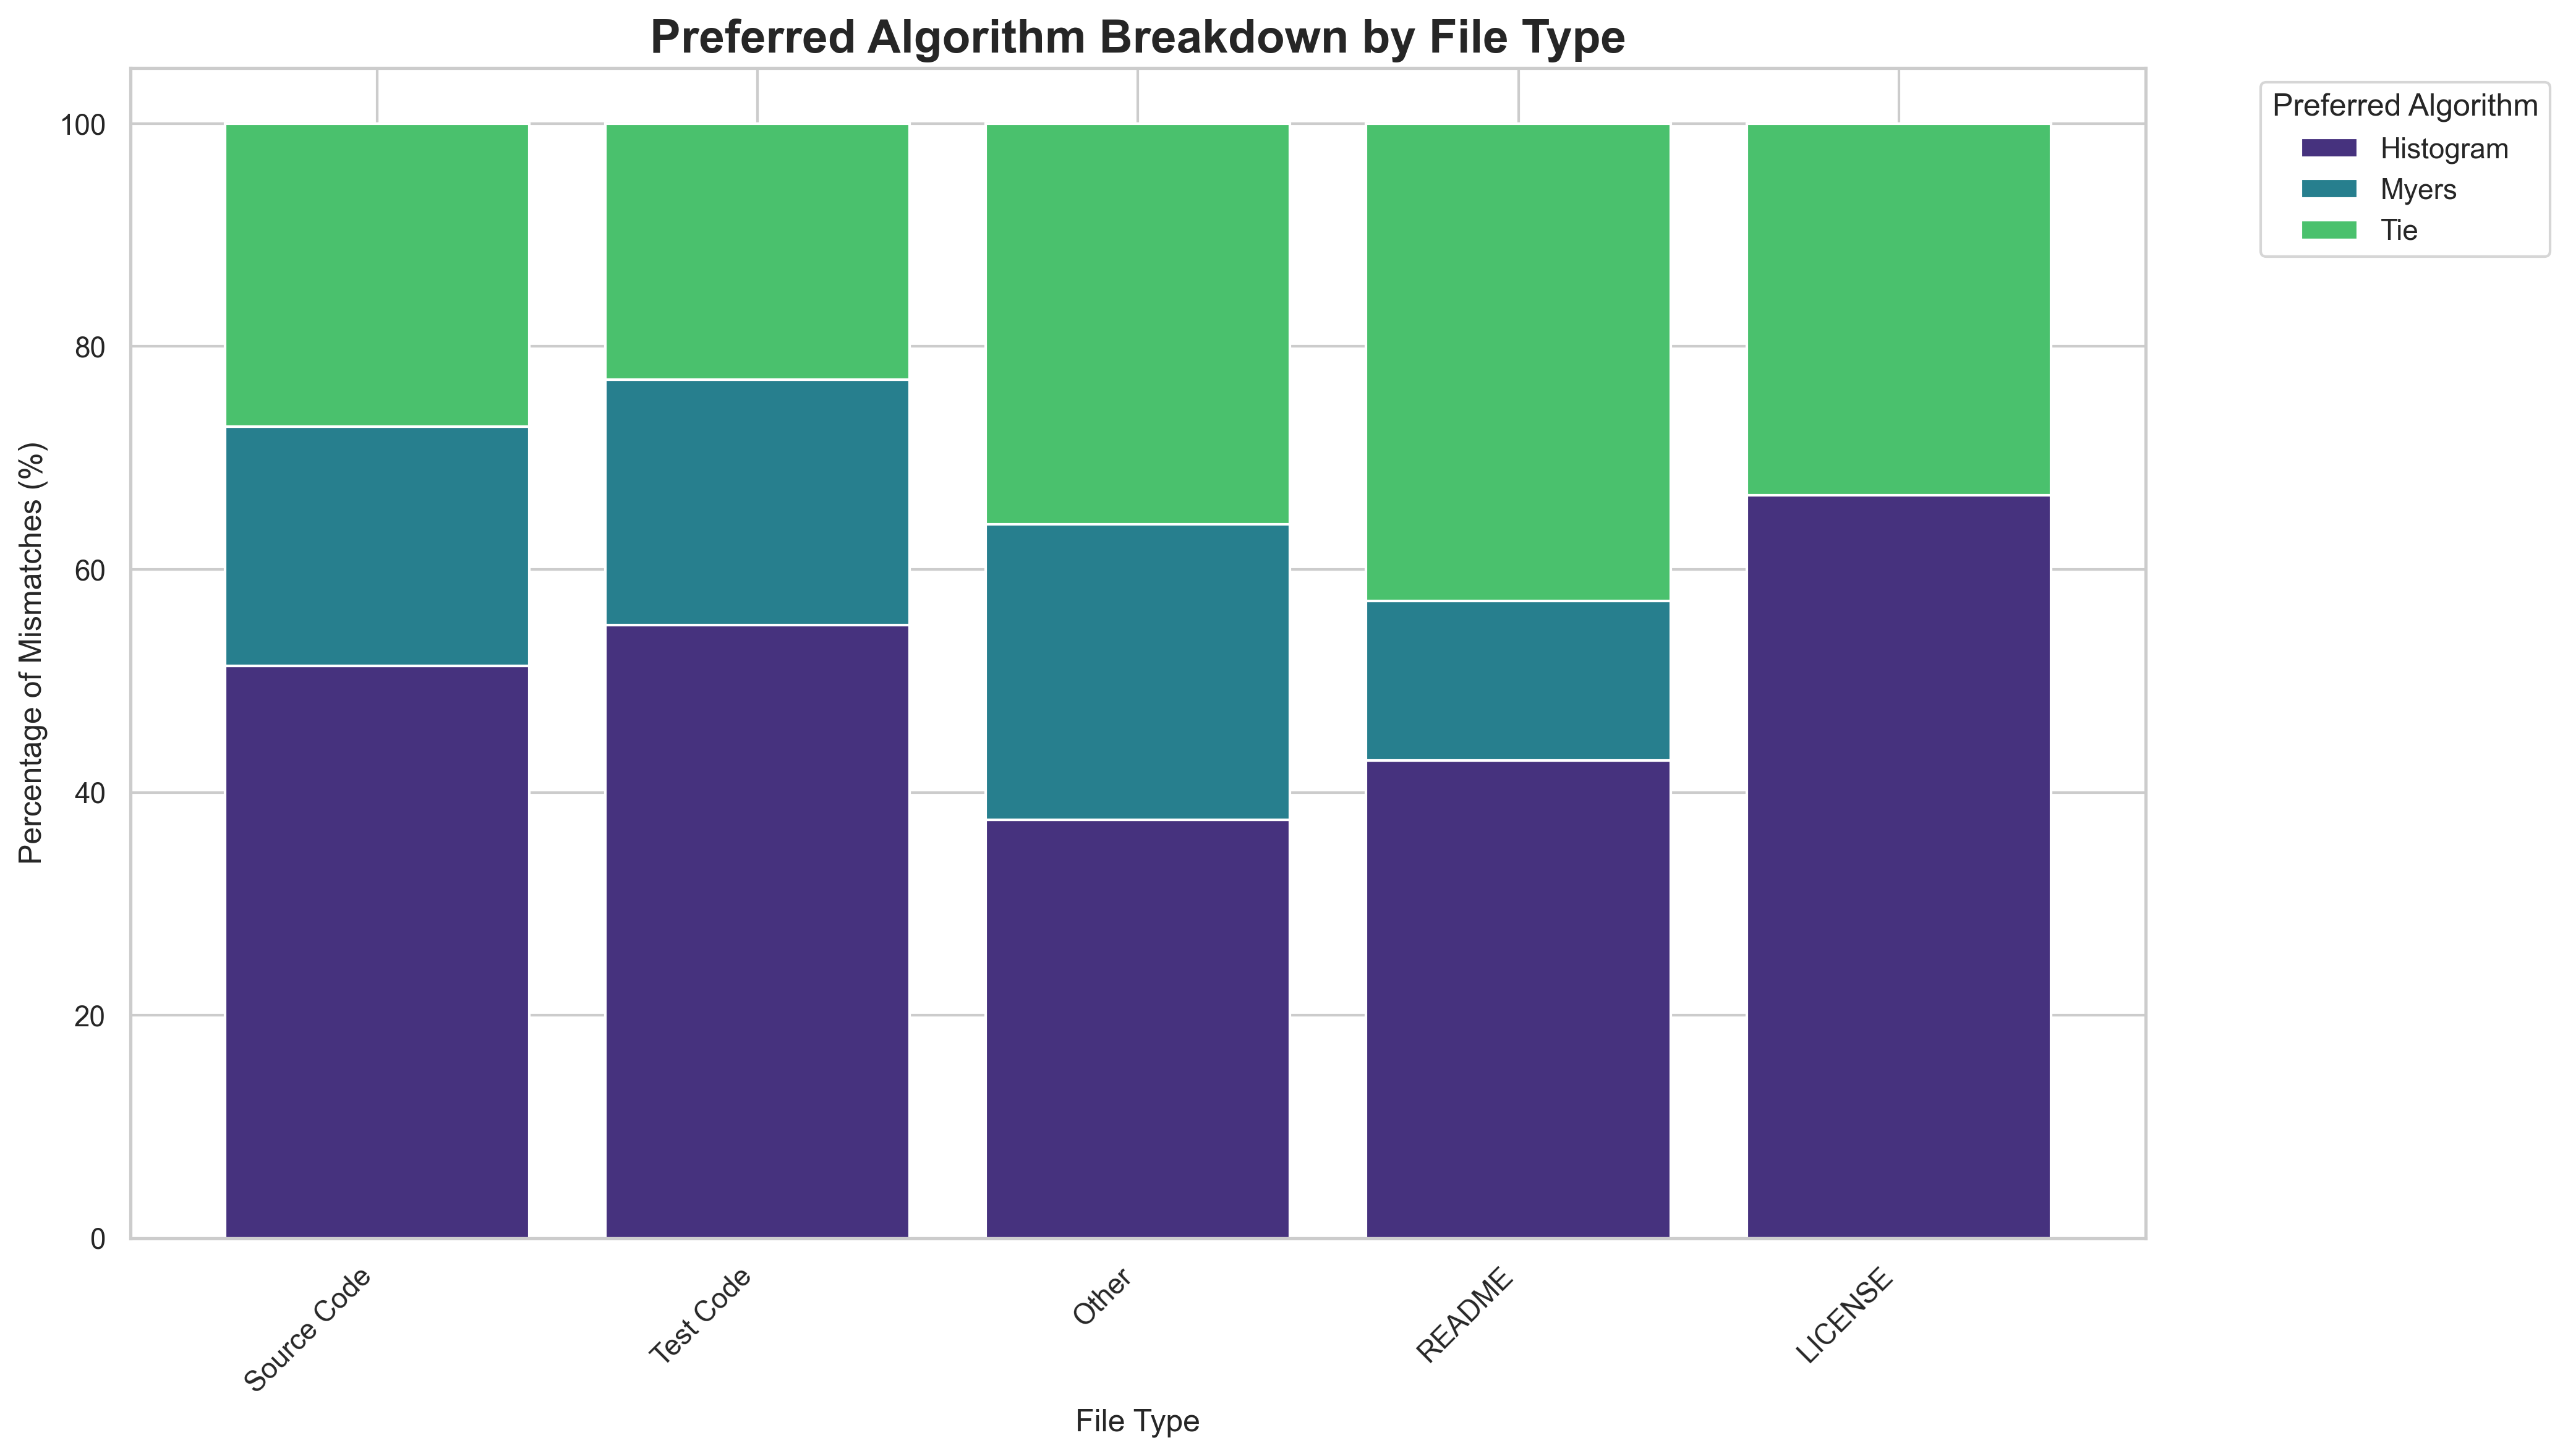 Preferred Algorithm Breakdown by File Type
Preferred Algorithm
Histogram
Myers
Tie
Percentage of Mismatches (%)
100
80
60
40
20
0
Source Code
Test Code
Other
README
LICENSE
File Type